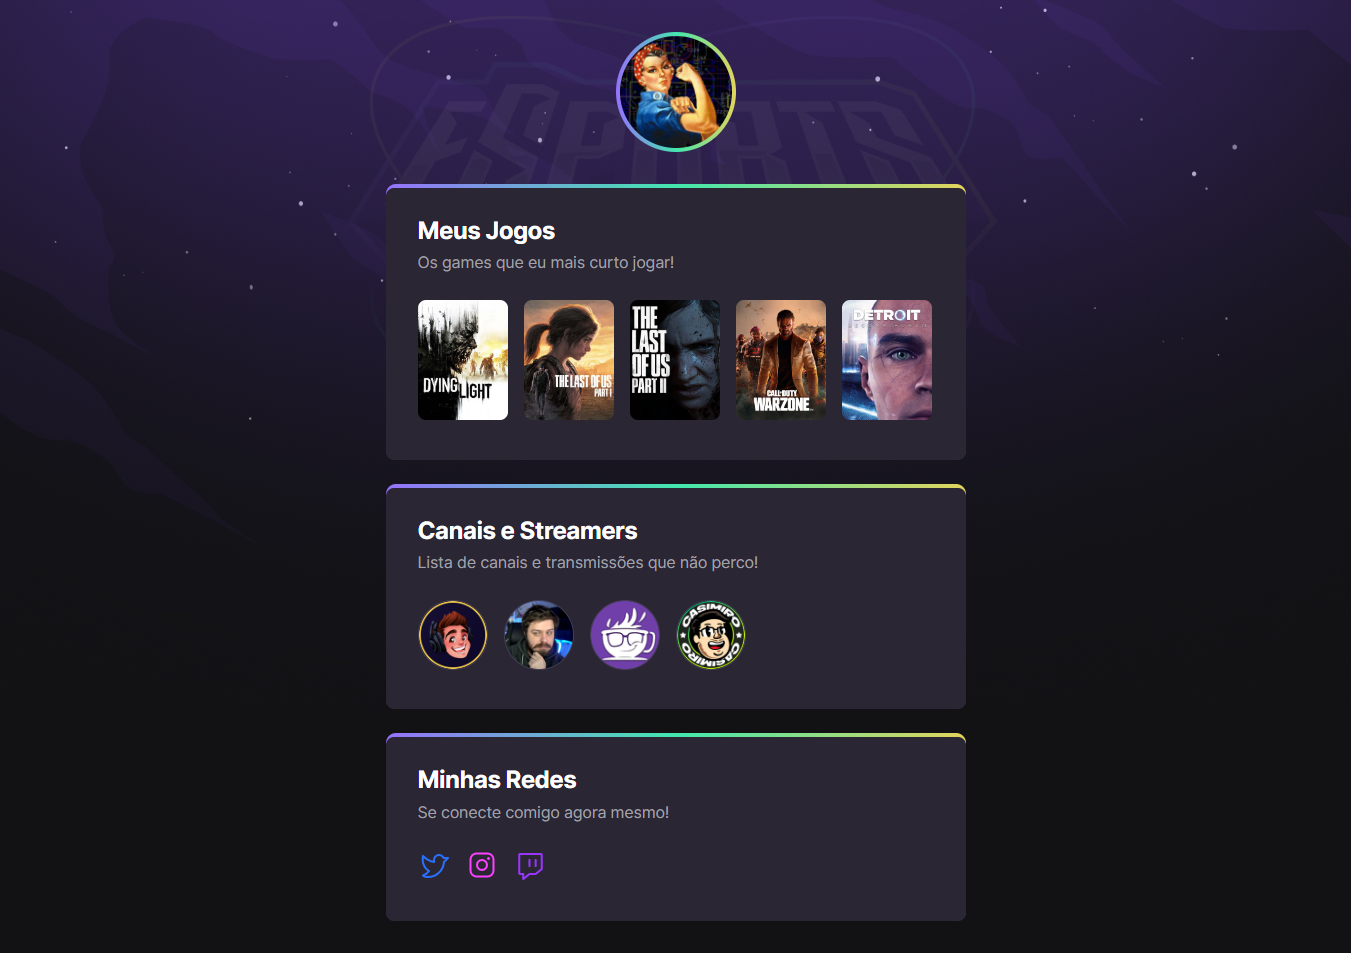 ESPORTS
Meus Jogos
Os games que eu mais curto jogar!
DYING
LIGHT
THE LAST OF US
PART I
THE
LAST
OF US
PART II
CALL OF DUTY
WARZONE
DETROIT
Canais e Streamers
Lista de canais e transmissões que não perco!
CASIMIRO
CASIMIRO
Minhas Redes
Se conecte comigo agora mesmo!